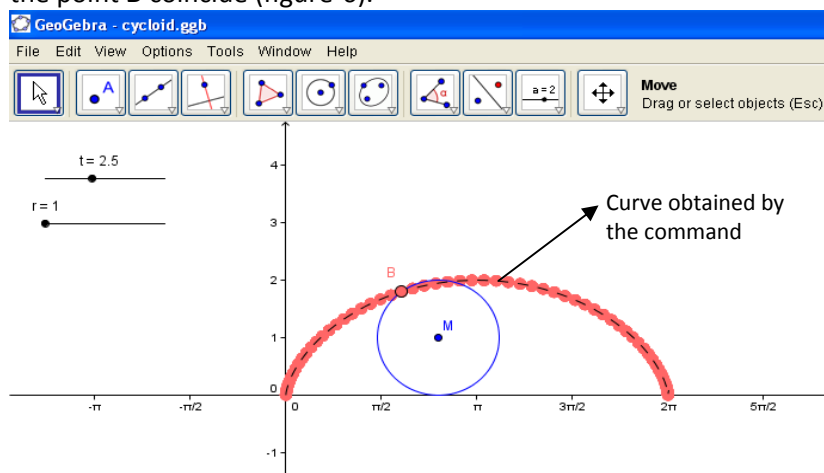 the point B coincide (figure 6).
GeoGebra - cycloid.ggb
File Edit View Options Tools Window Help
A
α
a = 2
Move
Drag or select objects (Esc)
t = 2.5
r = 1
Curve obtained by
the command
4
3
2
1
0
-1
B
M
-π
-π/2
0
π/2
π
3π/2
2π
5π/2